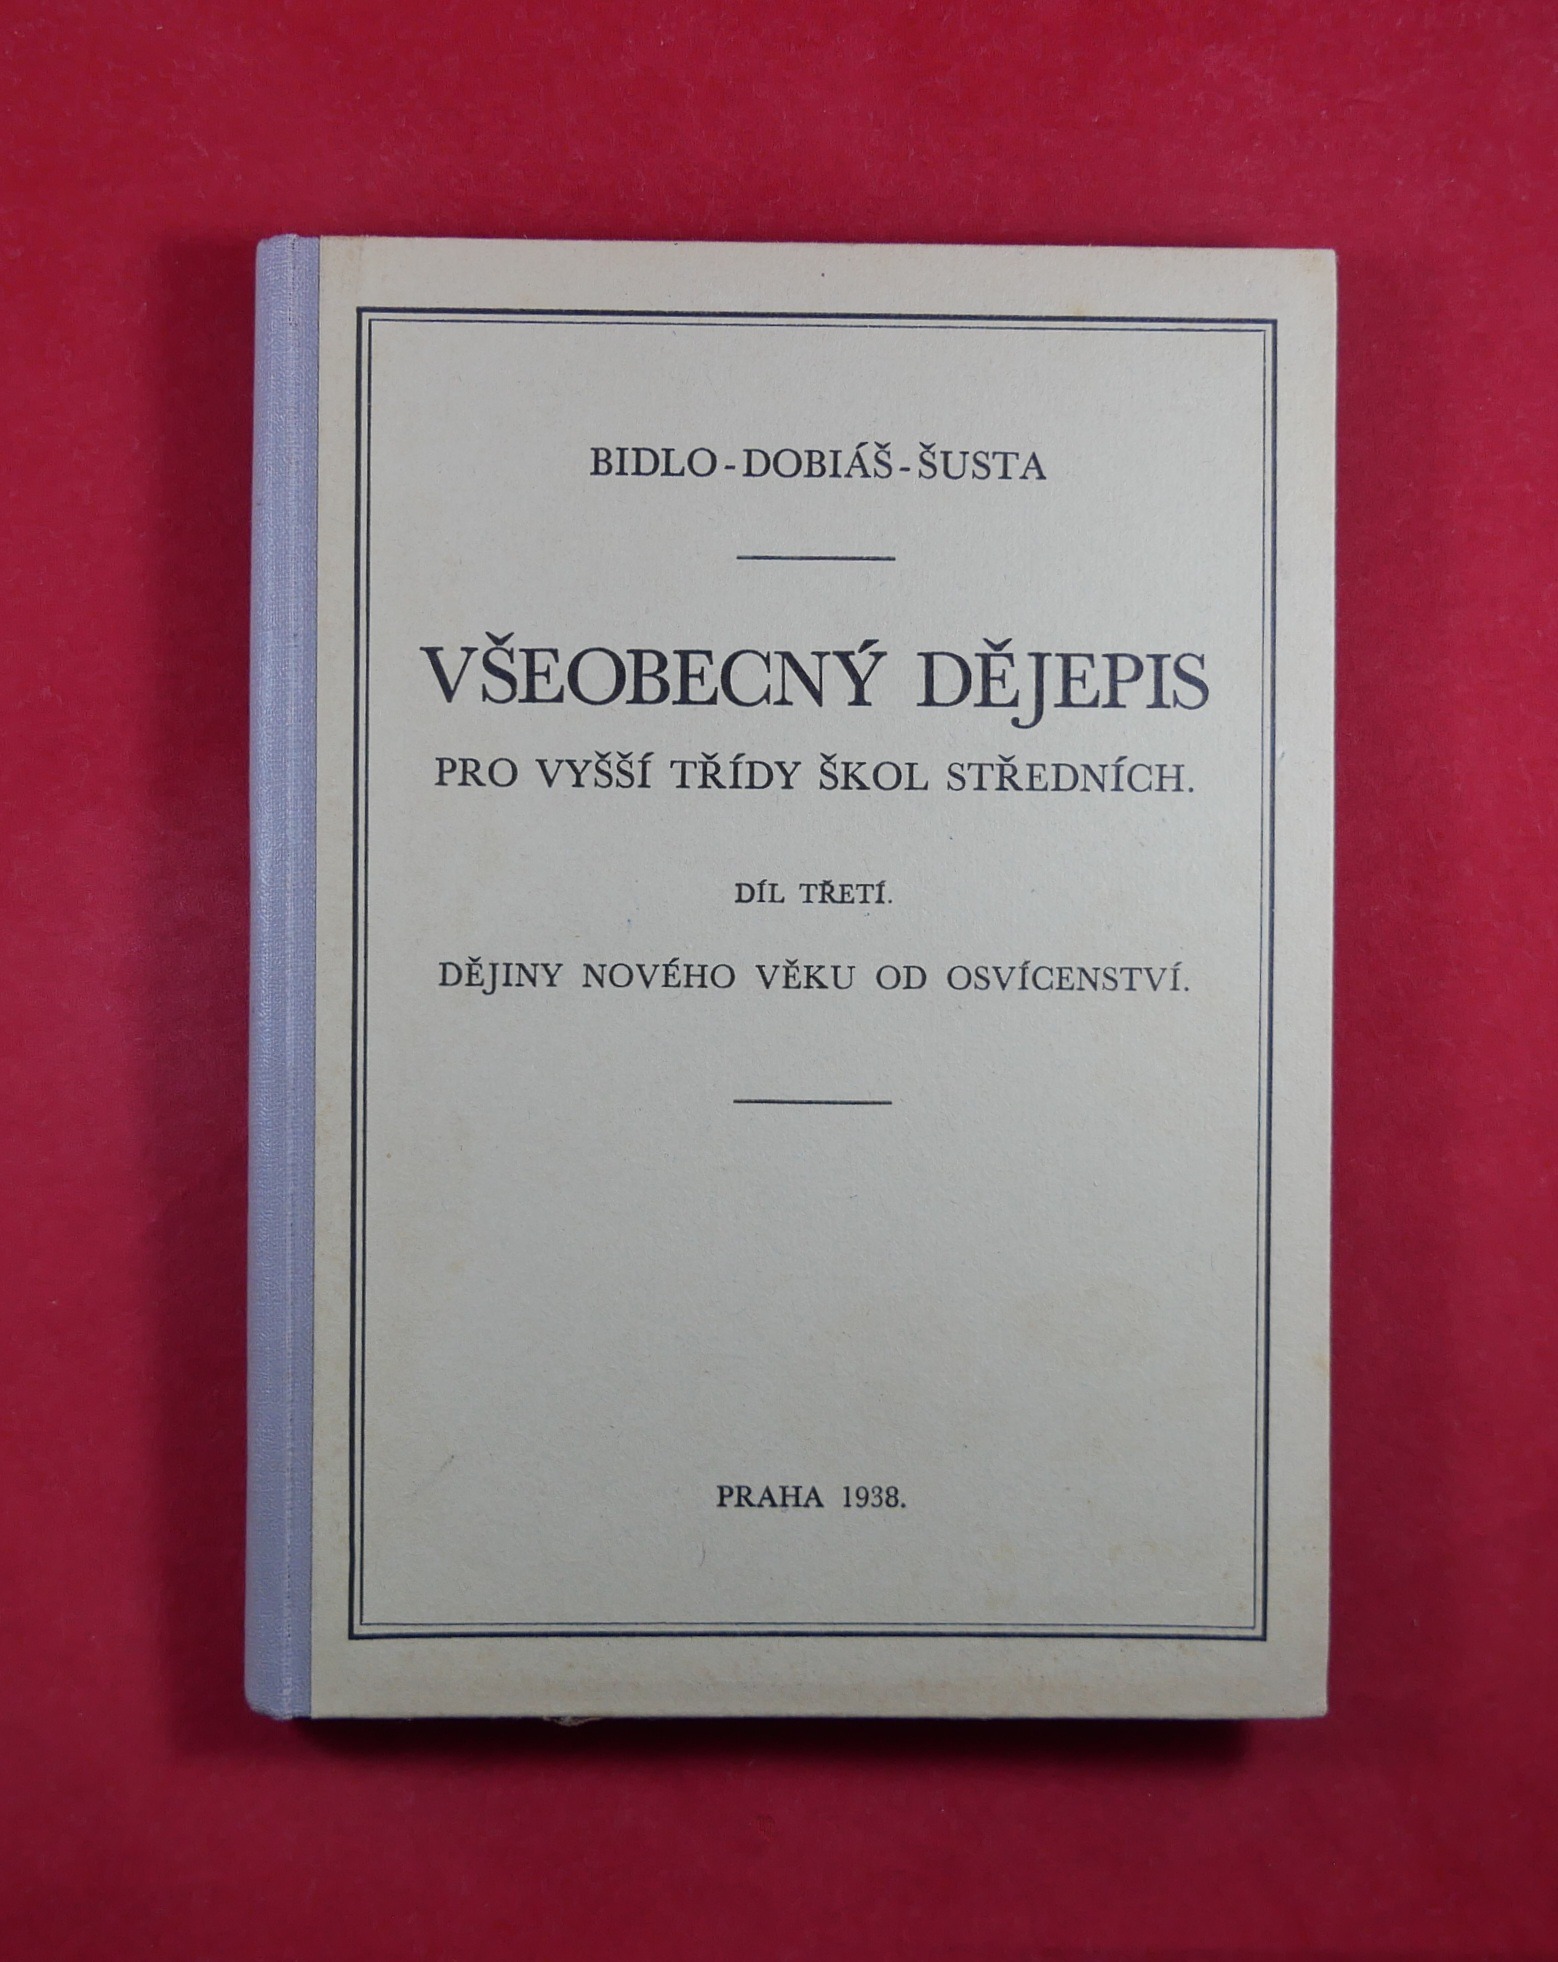 BIDLO-DOBIÁŠ-ŠUSTA
VŠEOBECNÝ DĚJEPIS
PRO VYŠŠÍ TŘÍDY ŠKOL STŘEDNÍCH.
DÍL TŘETÍ.
DĚJINY NOVÉHO VĚKU OD OSVÍCENSTVÍ.
PRAHA 1938.